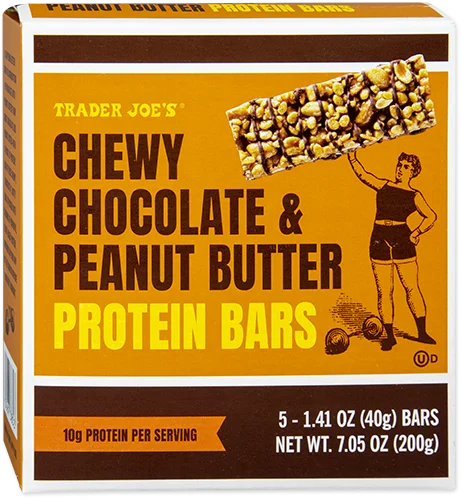 PEANUT BUTTER PROTEIN BARS
TRADER JOE'S®
CHEWY
CHOCOLATE &
PEANUT BUTTER
PROTEIN BARS
U D
10g PROTEIN PER SERVING
5 - 1.41 OZ (40g) BARS
NET WT. 7.05 OZ (200g)